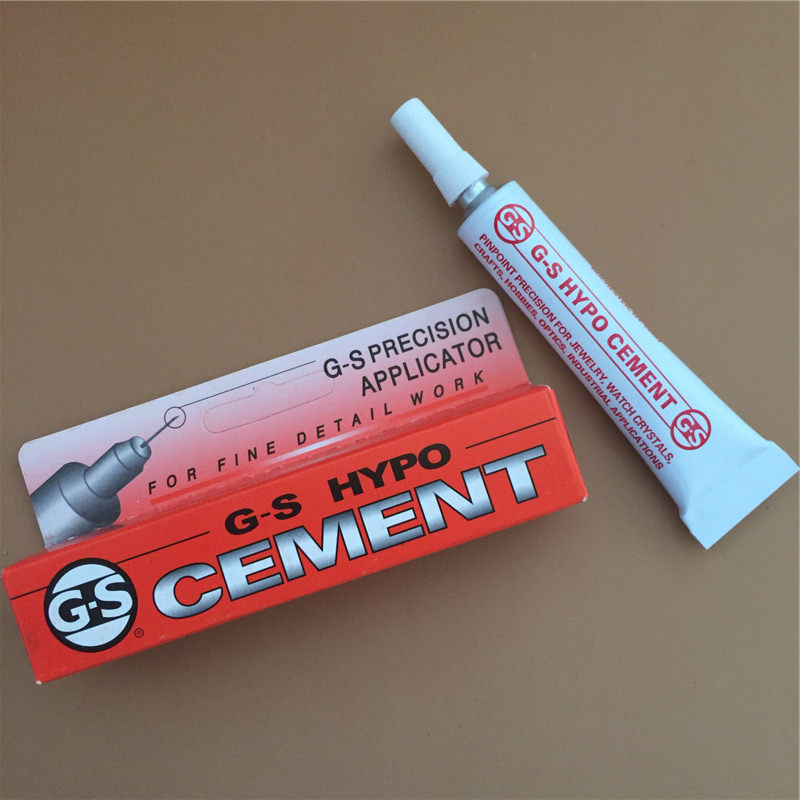 G-S PRECISION
APPLICATOR
FOR FINE DETAIL WORK
G-S HYPO
CEMENT
G-S
®
G-S
G-S HYPO CEMENT
G-S
PINPOINT PRECISION FOR JEWELRY, WATCH CRYSTALS,
CRAFTS, HOBBIES, OPTICS, INDUSTRIAL APPLICATIONS